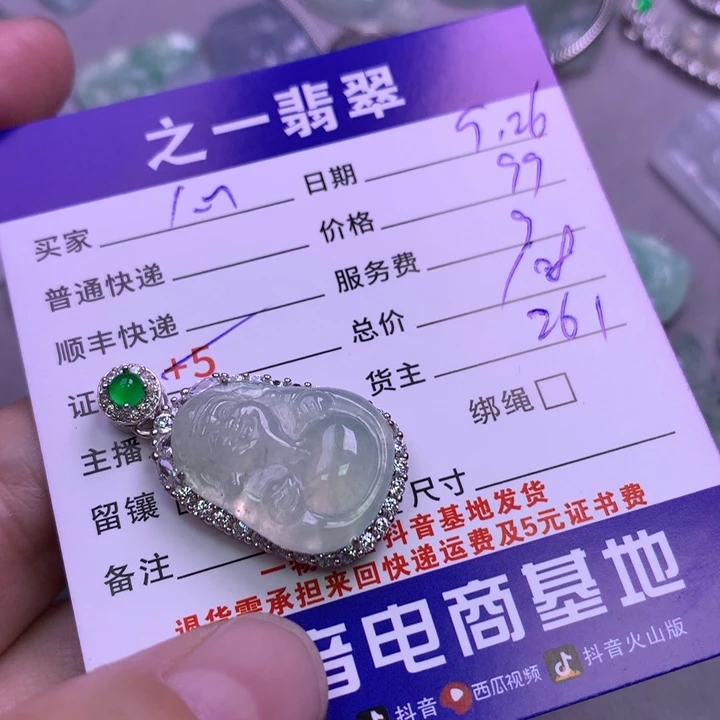 之一翡翠
买家 日期 9.26
普通快递 价格 99
顺丰快递 服务费 9
证 +5 总价 108
主播 货主 261
留镶 绑绳
备注 尺寸
抖音基地发货
退货需承担来回快递运费及5元证书费
音电商基地
抖音 西瓜视频 抖音火山版